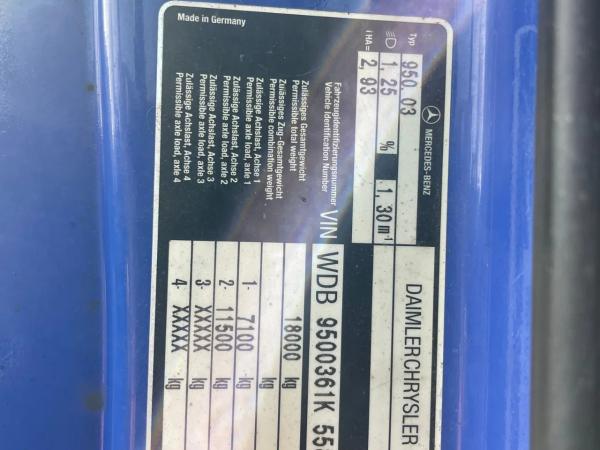 MERCEDES-BENZ
DAIMLERCHRYSLER
Typ 950.03
1,25 % 1,30 m⁻¹
i HA = 2,93
Fahrzeugidentifizierungsnummer
Vehicle Identification Number
VIN WDB 9500361K 55
Zulässiges Gesamtgewicht
Permissible total weight
18000 kg
Zulässiges Zug-Gesamtgewicht
Permissible combination weight
kg
Zulässige Achslast, Achse 1
Permissible axle load, axle 1
1- 7100 kg
Zulässige Achslast, Achse 2
Permissible axle load, axle 2
2- 11500 kg
Zulässige Achslast, Achse 3
Permissible axle load, axle 3
3- XXXXX kg
Zulässige Achslast, Achse 4
Permissible axle load, axle 4
4- XXXXX kg
Made in Germany